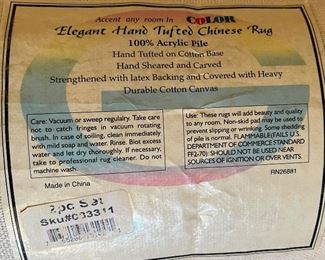 Accent any room In COLOR
Elegant Hand Tufted Chinese Rug
100% Acrylic Pile
Hand Tufted on Cotton Base
Hand Sheared and Carved
Strengthened with latex Backing and Covered with Heavy
Durable Cotton Canvas
Care: Vacuum or sweep regulalry. Take care
not to catch fringes in vacuum rotating
brush. In case of soiling, clean immediately
with mild soap and water. Rinse. Blot excess
water and let dry thoroughly. If necessary,
take to professional rug cleaner. Do not
machine wash.
Made in China
Use: These rugs will add beauty and quality
to any room. Non-skid pad may be used to
prevent slipping or wrinkling. Some shedding
of pile is normal. FLAMMABLE(FAILS U.S.
DEPARTMENT OF COMMERCE STANDARD
FF2-70): SHOULD NOT BE USED NEAR
SOURCES OF IGNITION OR OVER VENTS.
RN26881
2pc Set
Sku#083311